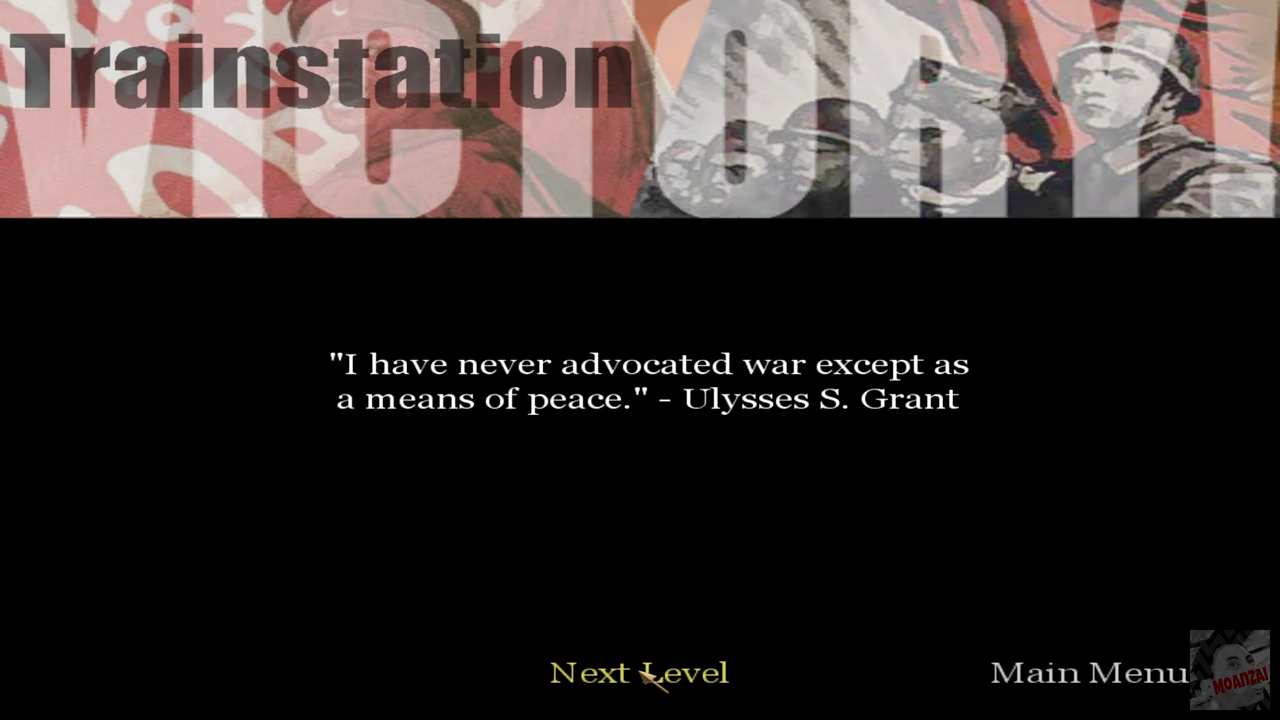 VICTORY!
Trainstation
"I have never advocated war except as
a means of peace." - Ulysses S. Grant
Next Level
Main Menu
MOANZAI